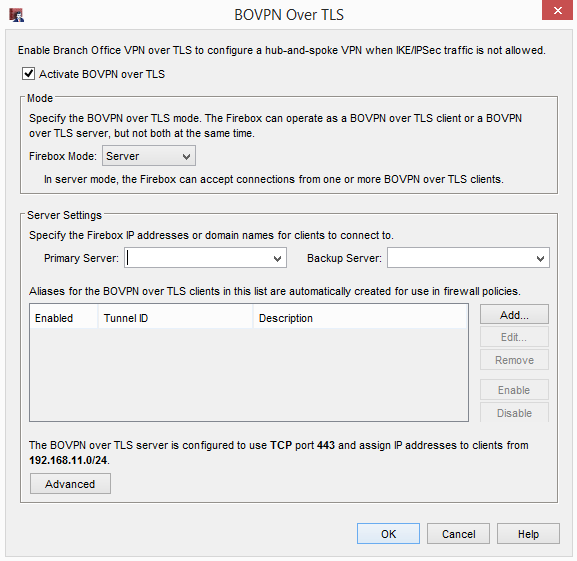 BOVPN Over TLS
Enable Branch Office VPN over TLS to configure a hub-and-spoke VPN when IKE/IPSec traffic is not allowed.
Activate BOVPN over TLS
Mode
Specify the BOVPN over TLS mode. The Firebox can operate as a BOVPN over TLS client or a BOVPN
over TLS server, but not both at the same time.
Firebox Mode: Server
In server mode, the Firebox can accept connections from one or more BOVPN over TLS clients.
Server Settings
Specify the Firebox IP addresses or domain names for clients to connect to.
Primary Server: Backup Server:
Aliases for the BOVPN over TLS clients in this list are automatically created for use in firewall policies.
Enabled Tunnel ID Description
Add...
Edit...
Remove
Enable
Disable
The BOVPN over TLS server is configured to use TCP port 443 and assign IP addresses to clients from
192.168.11.0/24.
Advanced
OK Cancel Help